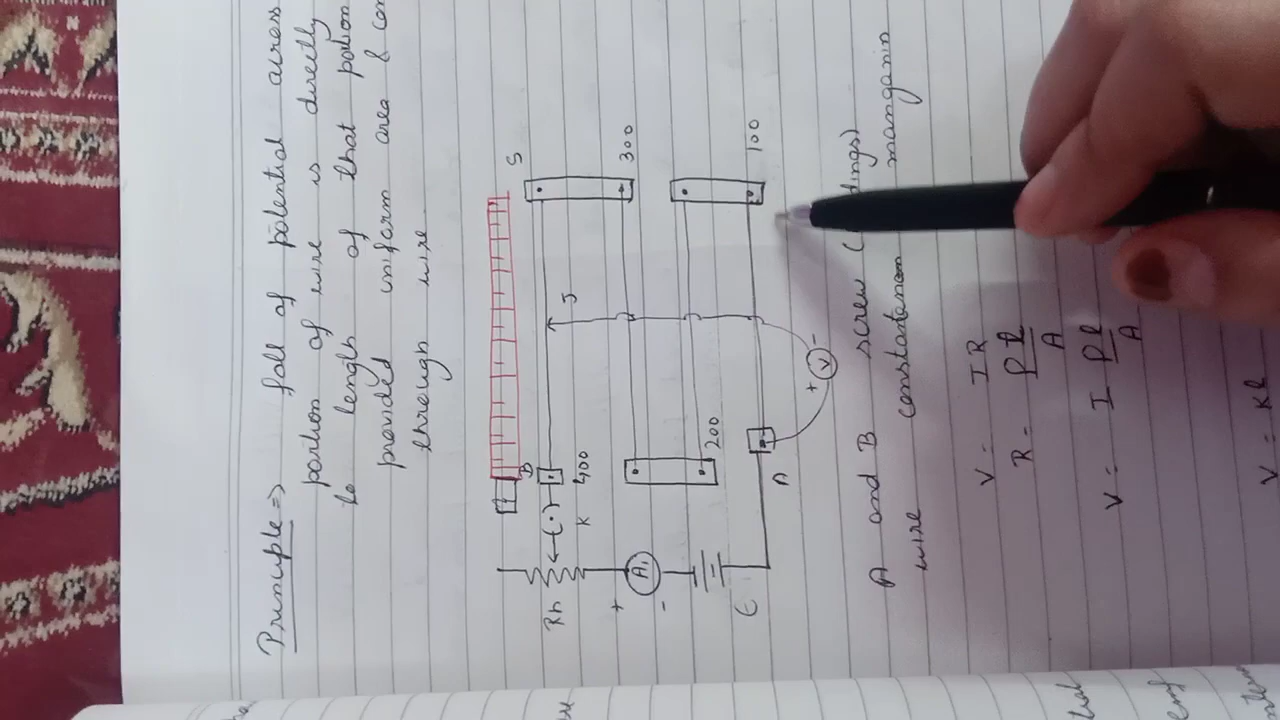 Principle => fall of potential across
portion of wire is directly
to length of that portion
provided uniform area & con
through wire
S
B
J
400
300
K
200
100
Rh
+
A1
-
E
A
+ V -
A and B screw ( dings)
wire constantan manganin
V = IR
R = ρl
A
V = I ρl
A
V = Kl